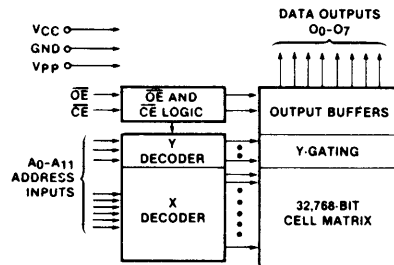 DATA OUTPUTS
O0-O7
VCC
GND
VPP
OE
CE
OE AND
CE LOGIC
OUTPUT BUFFERS
A0-A11
ADDRESS
INPUTS
Y
DECODER
Y-GATING
X
DECODER
32,768-BIT
CELL MATRIX